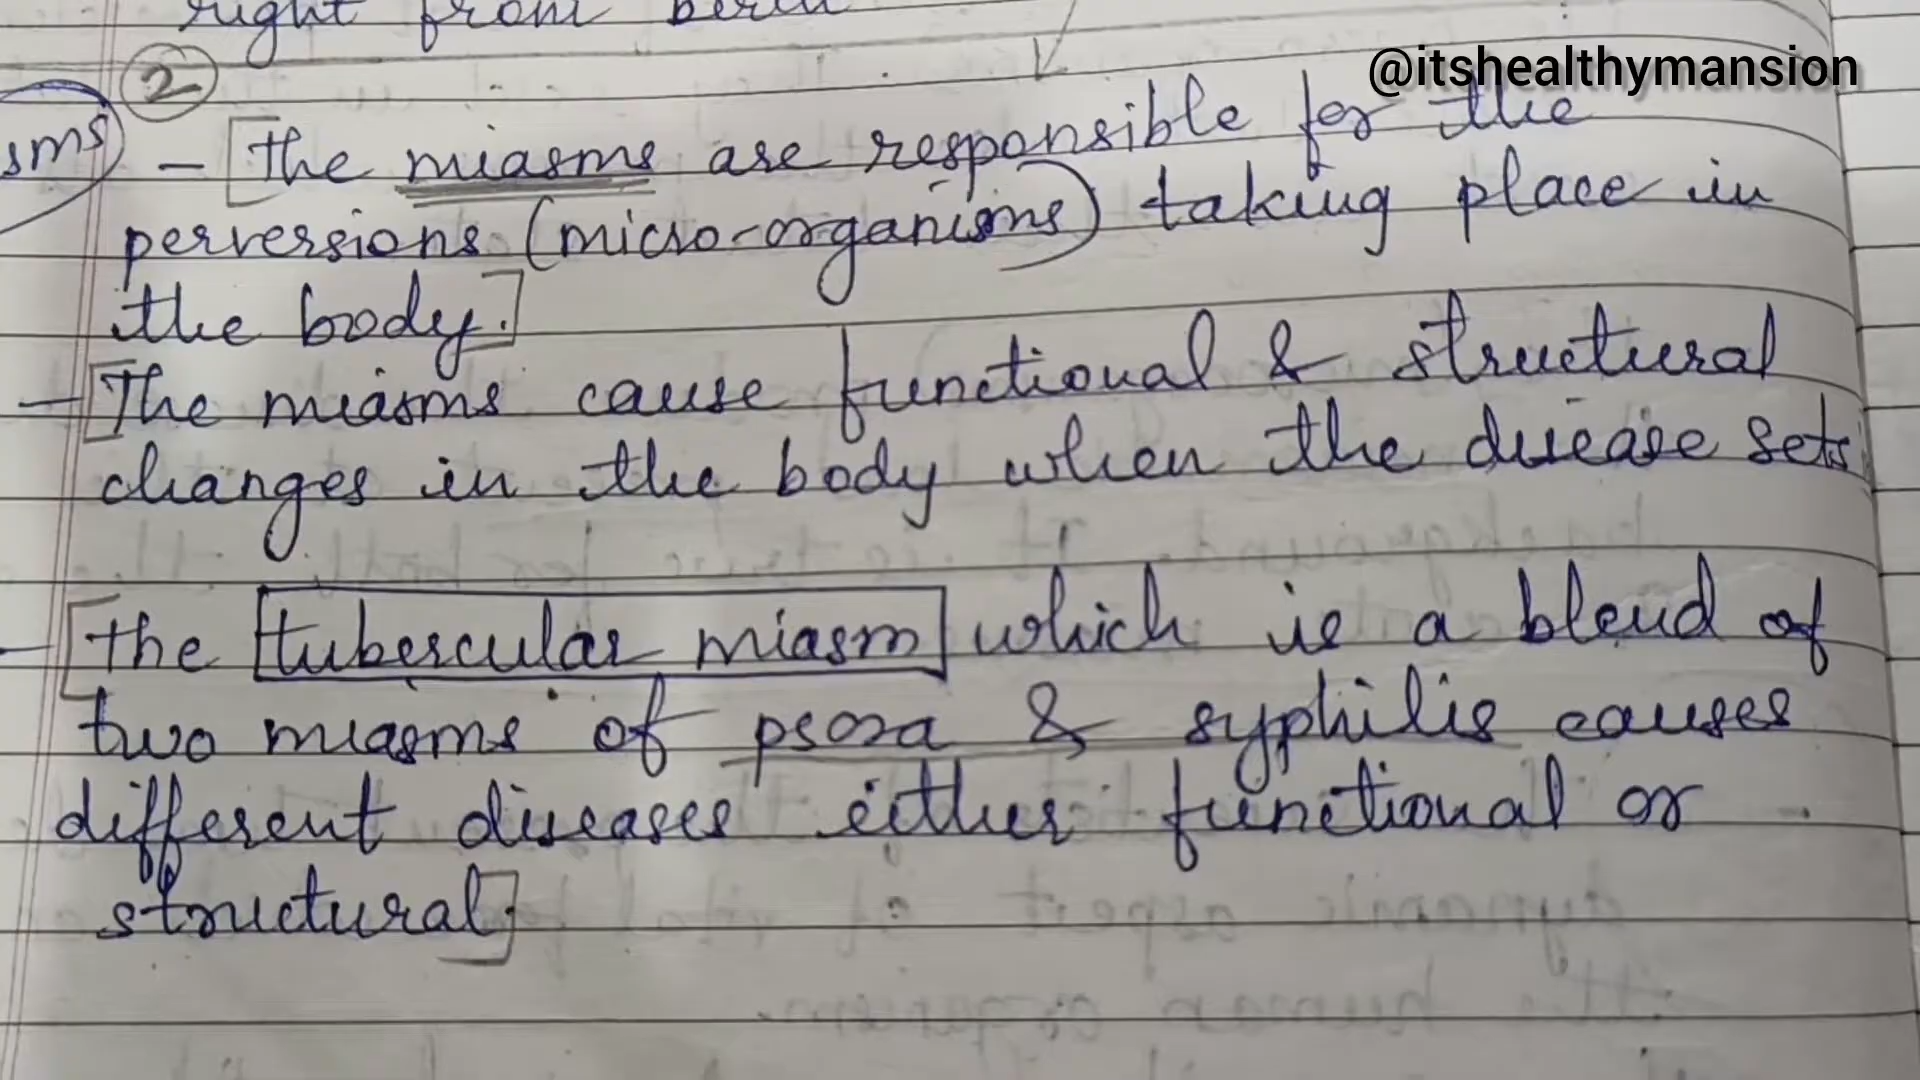 right from
@itshealthymansion
②
sms - [the miasms are responsible for the
perversions (micro-organisms) taking place in
the body.]
- [The miasms cause functional & structural
changes in the body when the disease sets
- [the tubercular miasm which is a blend of
two miasms of psora & syphilis causes
different diseases either functional or
structural]